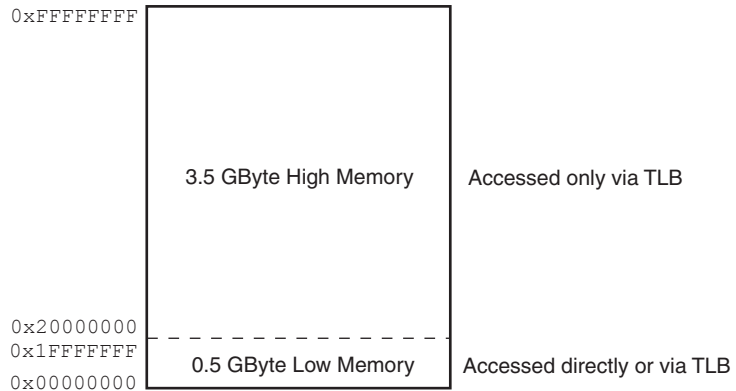 0xFFFFFFFF
3.5 GByte High Memory
Accessed only via TLB
0x20000000
0x1FFFFFFF
0.5 GByte Low Memory
Accessed directly or via TLB
0x00000000